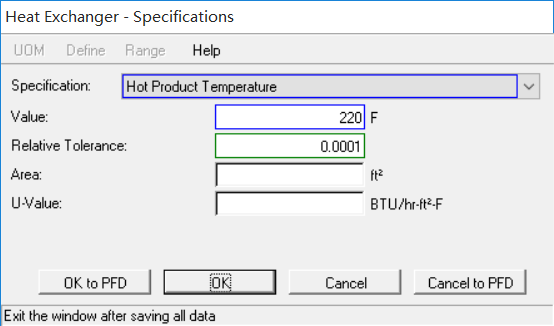 Heat Exchanger - Specifications
UOM Define Range Help
Specification: Hot Product Temperature
Value: 220 F
Relative Tolerance: 0.0001
Area: ft²
U-Value: BTU/hr-ft²-F
OK to PFD OK Cancel Cancel to PFD
Exit the window after saving all data